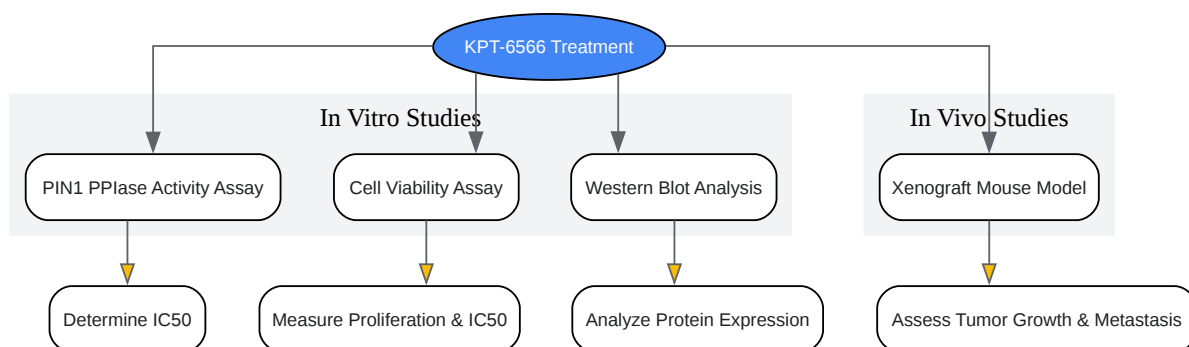 KPT-6566 Treatment
In Vitro Studies
In Vivo Studies
PIN1 PPIase Activity Assay
Cell Viability Assay
Western Blot Analysis
Xenograft Mouse Model
Determine IC50
Measure Proliferation & IC50
Analyze Protein Expression
Assess Tumor Growth & Metastasis